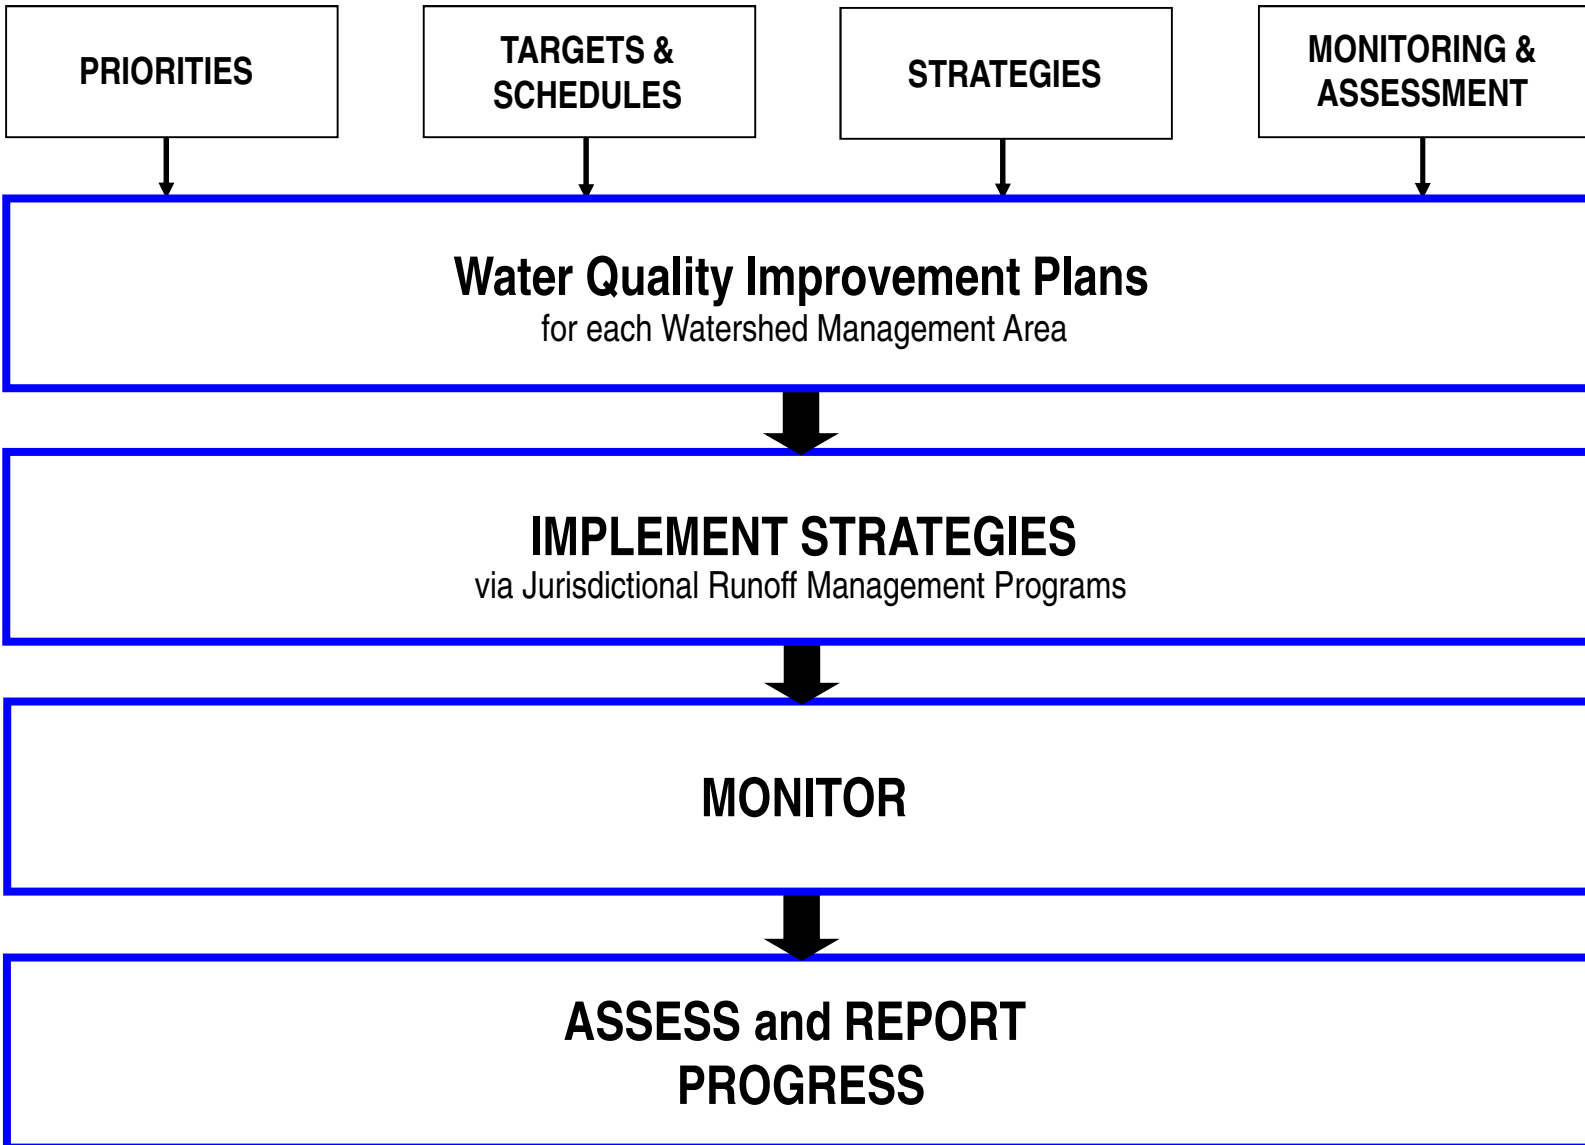 PRIORITIES
TARGETS &
SCHEDULES
STRATEGIES
MONITORING &
ASSESSMENT
Water Quality Improvement Plans
for each Watershed Management Area
IMPLEMENT STRATEGIES
via Jurisdictional Runoff Management Programs
MONITOR
ASSESS and REPORT
PROGRESS